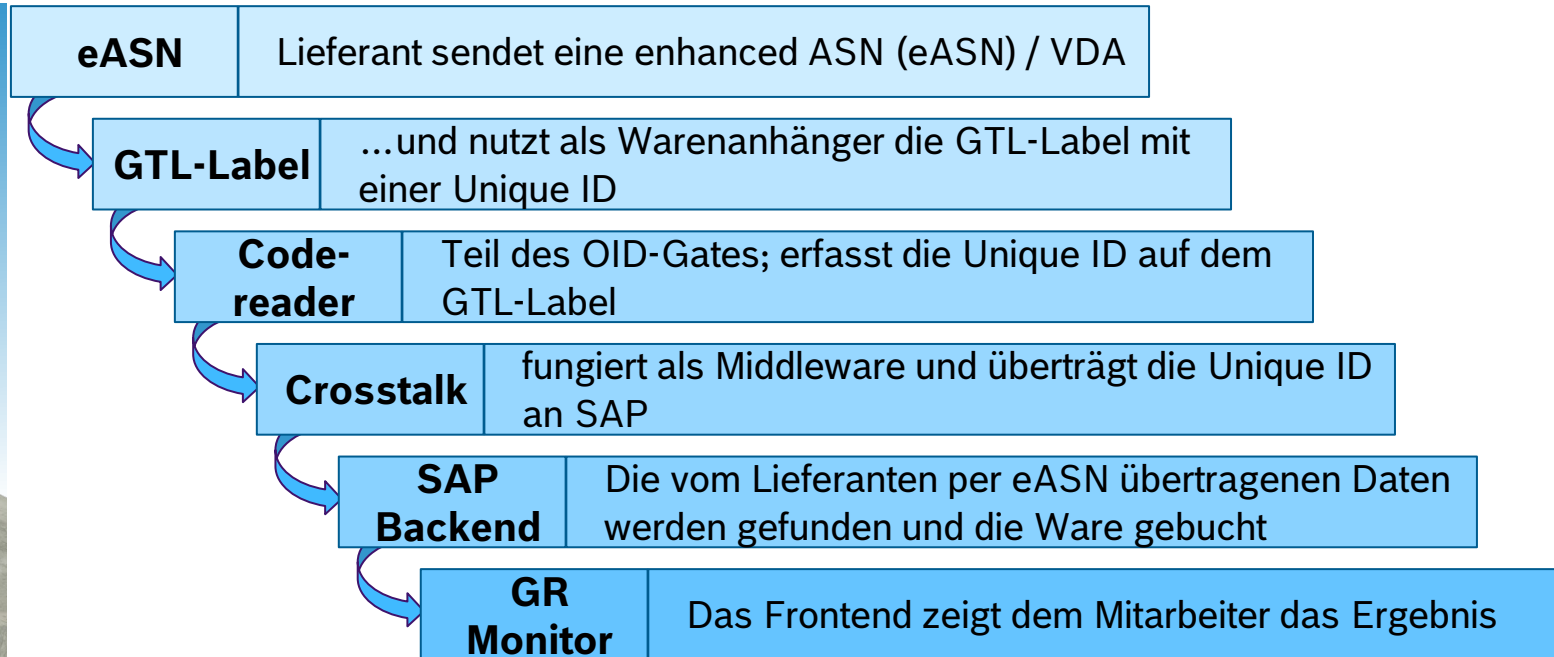 eASN
Lieferant sendet eine enhanced ASN (eASN) / VDA
GTL-Label
...und nutzt als Warenanhänger die GTL-Label mit
einer Unique ID
Code-
reader
Teil des OID-Gates; erfasst die Unique ID auf dem
GTL-Label
Crosstalk
fungiert als Middleware und überträgt die Unique ID
an SAP
SAP
Backend
Die vom Lieferanten per eASN übertragenen Daten
werden gefunden und die Ware gebucht
GR
Monitor
Das Frontend zeigt dem Mitarbeiter das Ergebnis